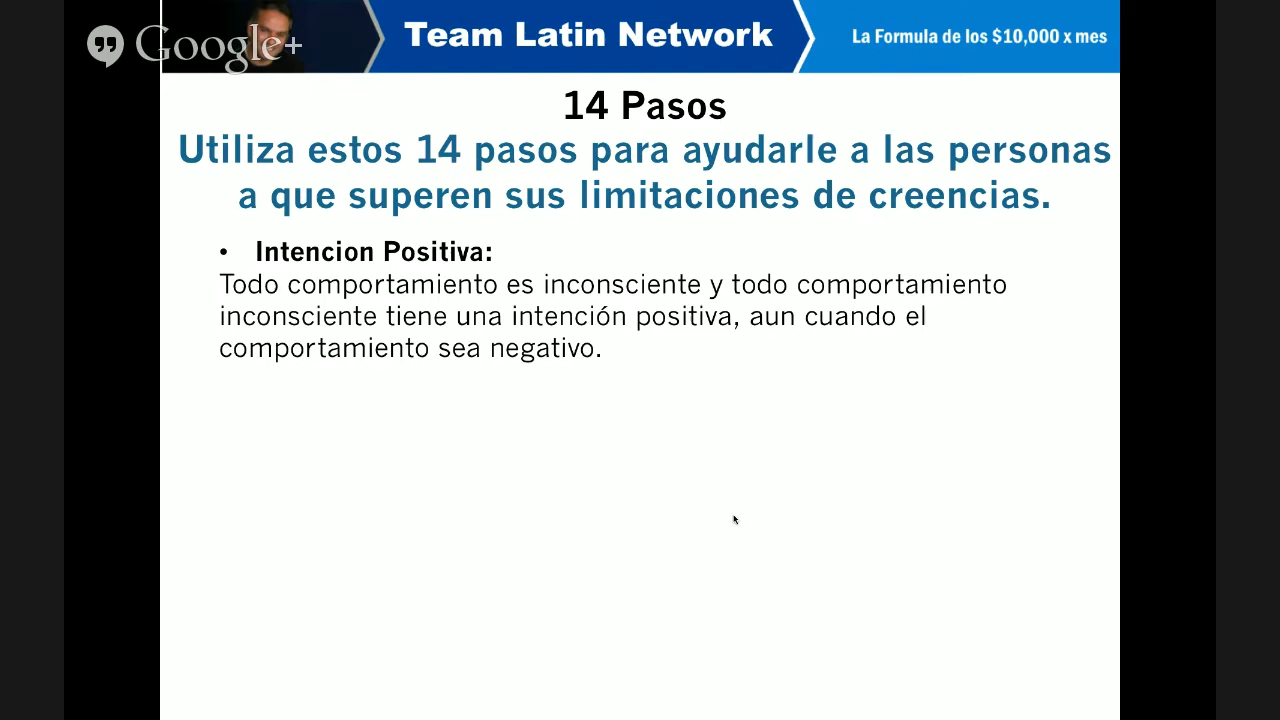 Google+
Team Latin Network
La Formula de los $10,000 x mes
14 Pasos
Utiliza estos 14 pasos para ayudarle a las personas
a que superen sus limitaciones de creencias.
• Intencion Positiva:
Todo comportamiento es inconsciente y todo comportamiento
inconsciente tiene una intención positiva, aun cuando el
comportamiento sea negativo.